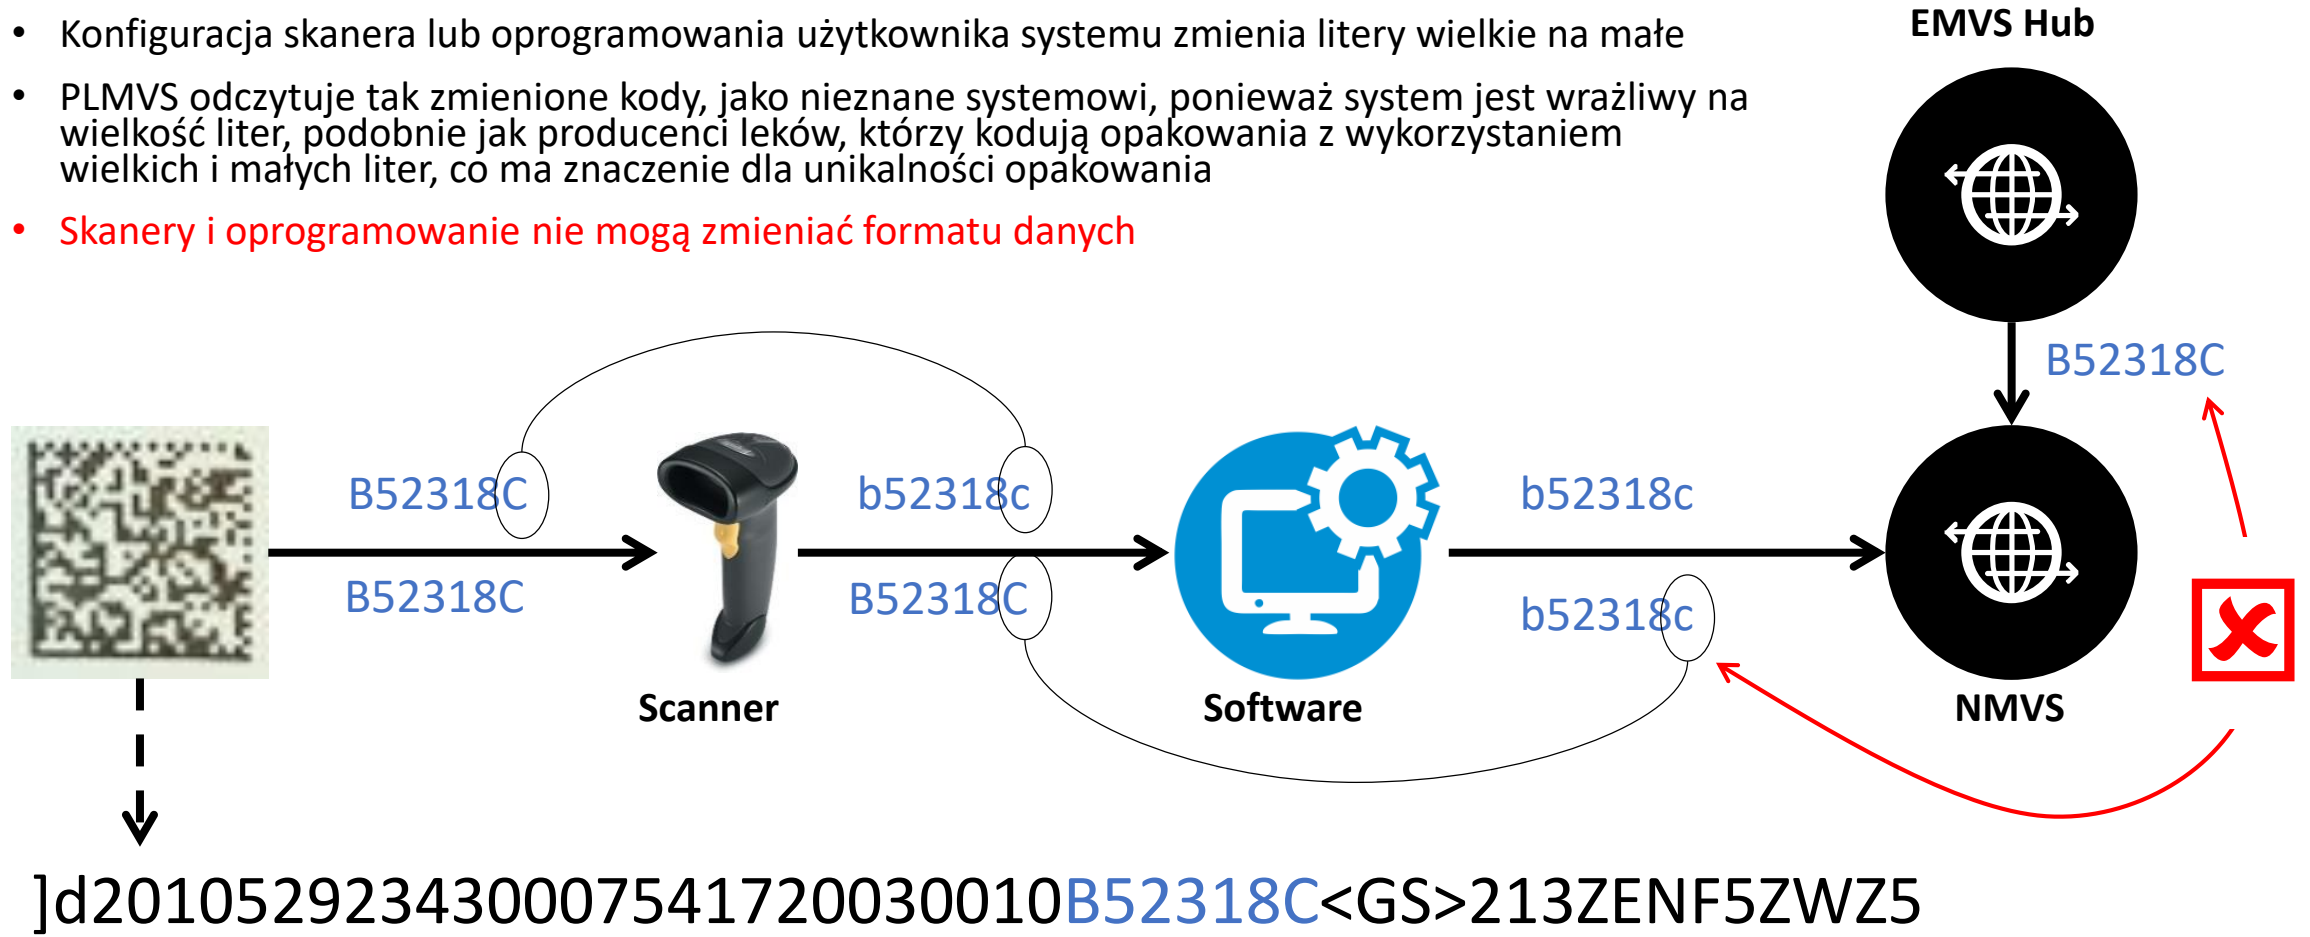 • Konfiguracja skanera lub oprogramowania użytkownika systemu zmienia litery wielkie na małe
• PLMVS odczytuje tak zmienione kody, jako nieznane systemowi, ponieważ system jest wrażliwy na
wielkość liter, podobnie jak producenci leków, którzy kodują opakowania z wykorzystaniem
wielkich i małych liter, co ma znaczenie dla unikalności opakowania
• Skanery i oprogramowanie nie mogą zmieniać formatu danych
EMVS Hub
B52318C
B52318C
b52318c
b52318c
B52318C
B52318C
b52318c
Scanner
Software
NMVS
]d201052923430007541720030010B52318C<GS>213ZENF5ZWZ5